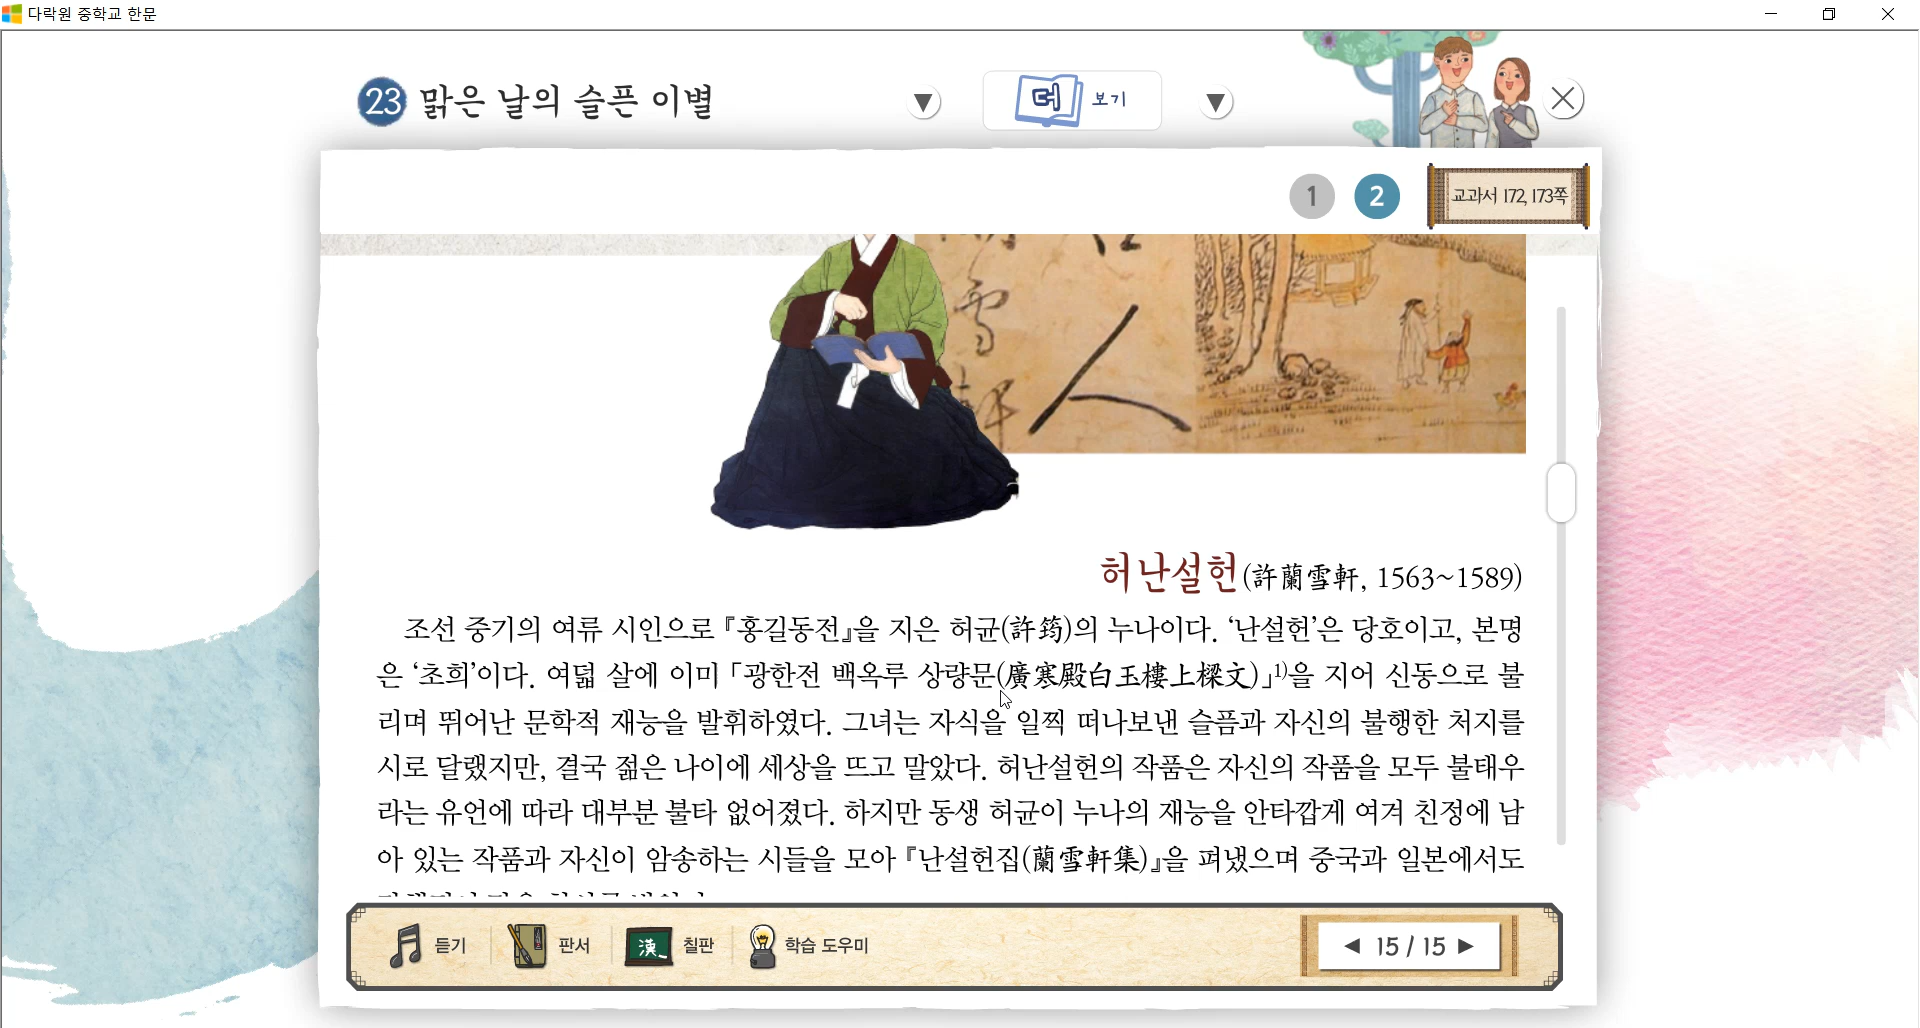 다락원 중학교 한문
23 맑은 날의 슬픈 이별
더 보기
1 2 교과서 172, 173쪽
雪
人
軒
허난설헌(許蘭雪軒, 1563~1589)
조선 중기의 여류 시인으로『홍길동전』을 지은 허균(許筠)의 누나이다. ‘난설헌’은 당호이고, 본명
은 ‘초희’이다. 여덟 살에 이미「광한전 백옥루 상량문(廣寒殿白玉樓上樑文)」1)을 지어 신동으로 불
리며 뛰어난 문학적 재능을 발휘하였다. 그녀는 자식을 일찍 떠나보낸 슬픔과 자신의 불행한 처지를
시로 달랬지만, 결국 젊은 나이에 세상을 뜨고 말았다. 허난설헌의 작품은 자신의 작품을 모두 불태우
라는 유언에 따라 대부분 불타 없어졌다. 하지만 동생 허균이 누나의 재능을 안타깝게 여겨 친정에 남
아 있는 작품과 자신이 암송하는 시들을 모아『난설헌집(蘭雪軒集)』을 펴냈으며 중국과 일본에서도
듣기 판서 漢 칠판 학습 도우미
◀ 15 / 15 ▶